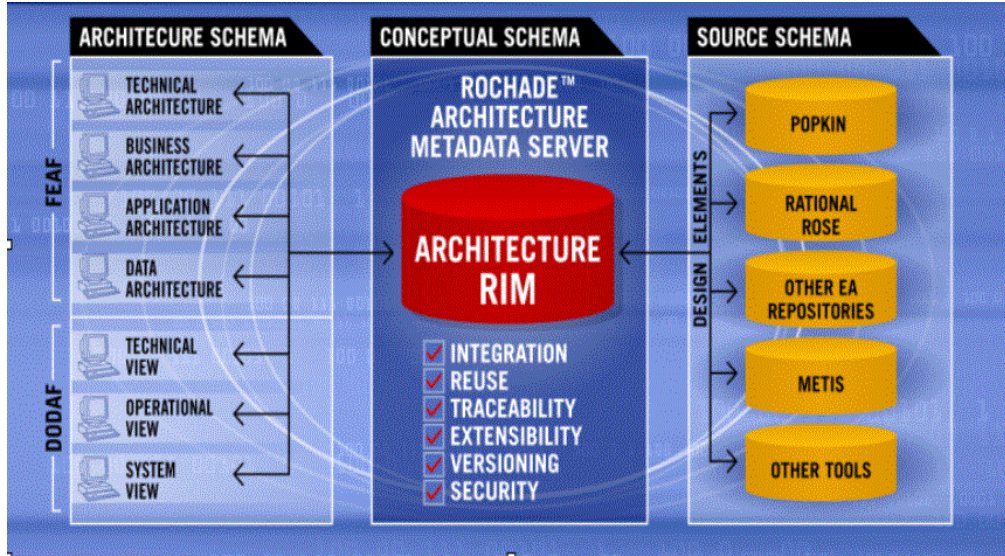 ARCHITECURE SCHEMA
CONCEPTUAL SCHEMA
SOURCE SCHEMA
FEAF
TECHNICAL
ARCHITECTURE
BUSINESS
ARCHITECTURE
APPLICATION
ARCHITECTURE
DATA
ARCHITECTURE
DODAF
TECHNICAL
VIEW
OPERATIONAL
VIEW
SYSTEM
VIEW
ROCHADE™
ARCHITECTURE
METADATA SERVER
ARCHITECTURE
RIM
INTEGRATION
REUSE
TRACEABILITY
EXTENSIBILITY
VERSIONING
SECURITY
DESIGN ELEMENTS
POPKIN
RATIONAL
ROSE
OTHER EA
REPOSITORIES
METIS
OTHER TOOLS